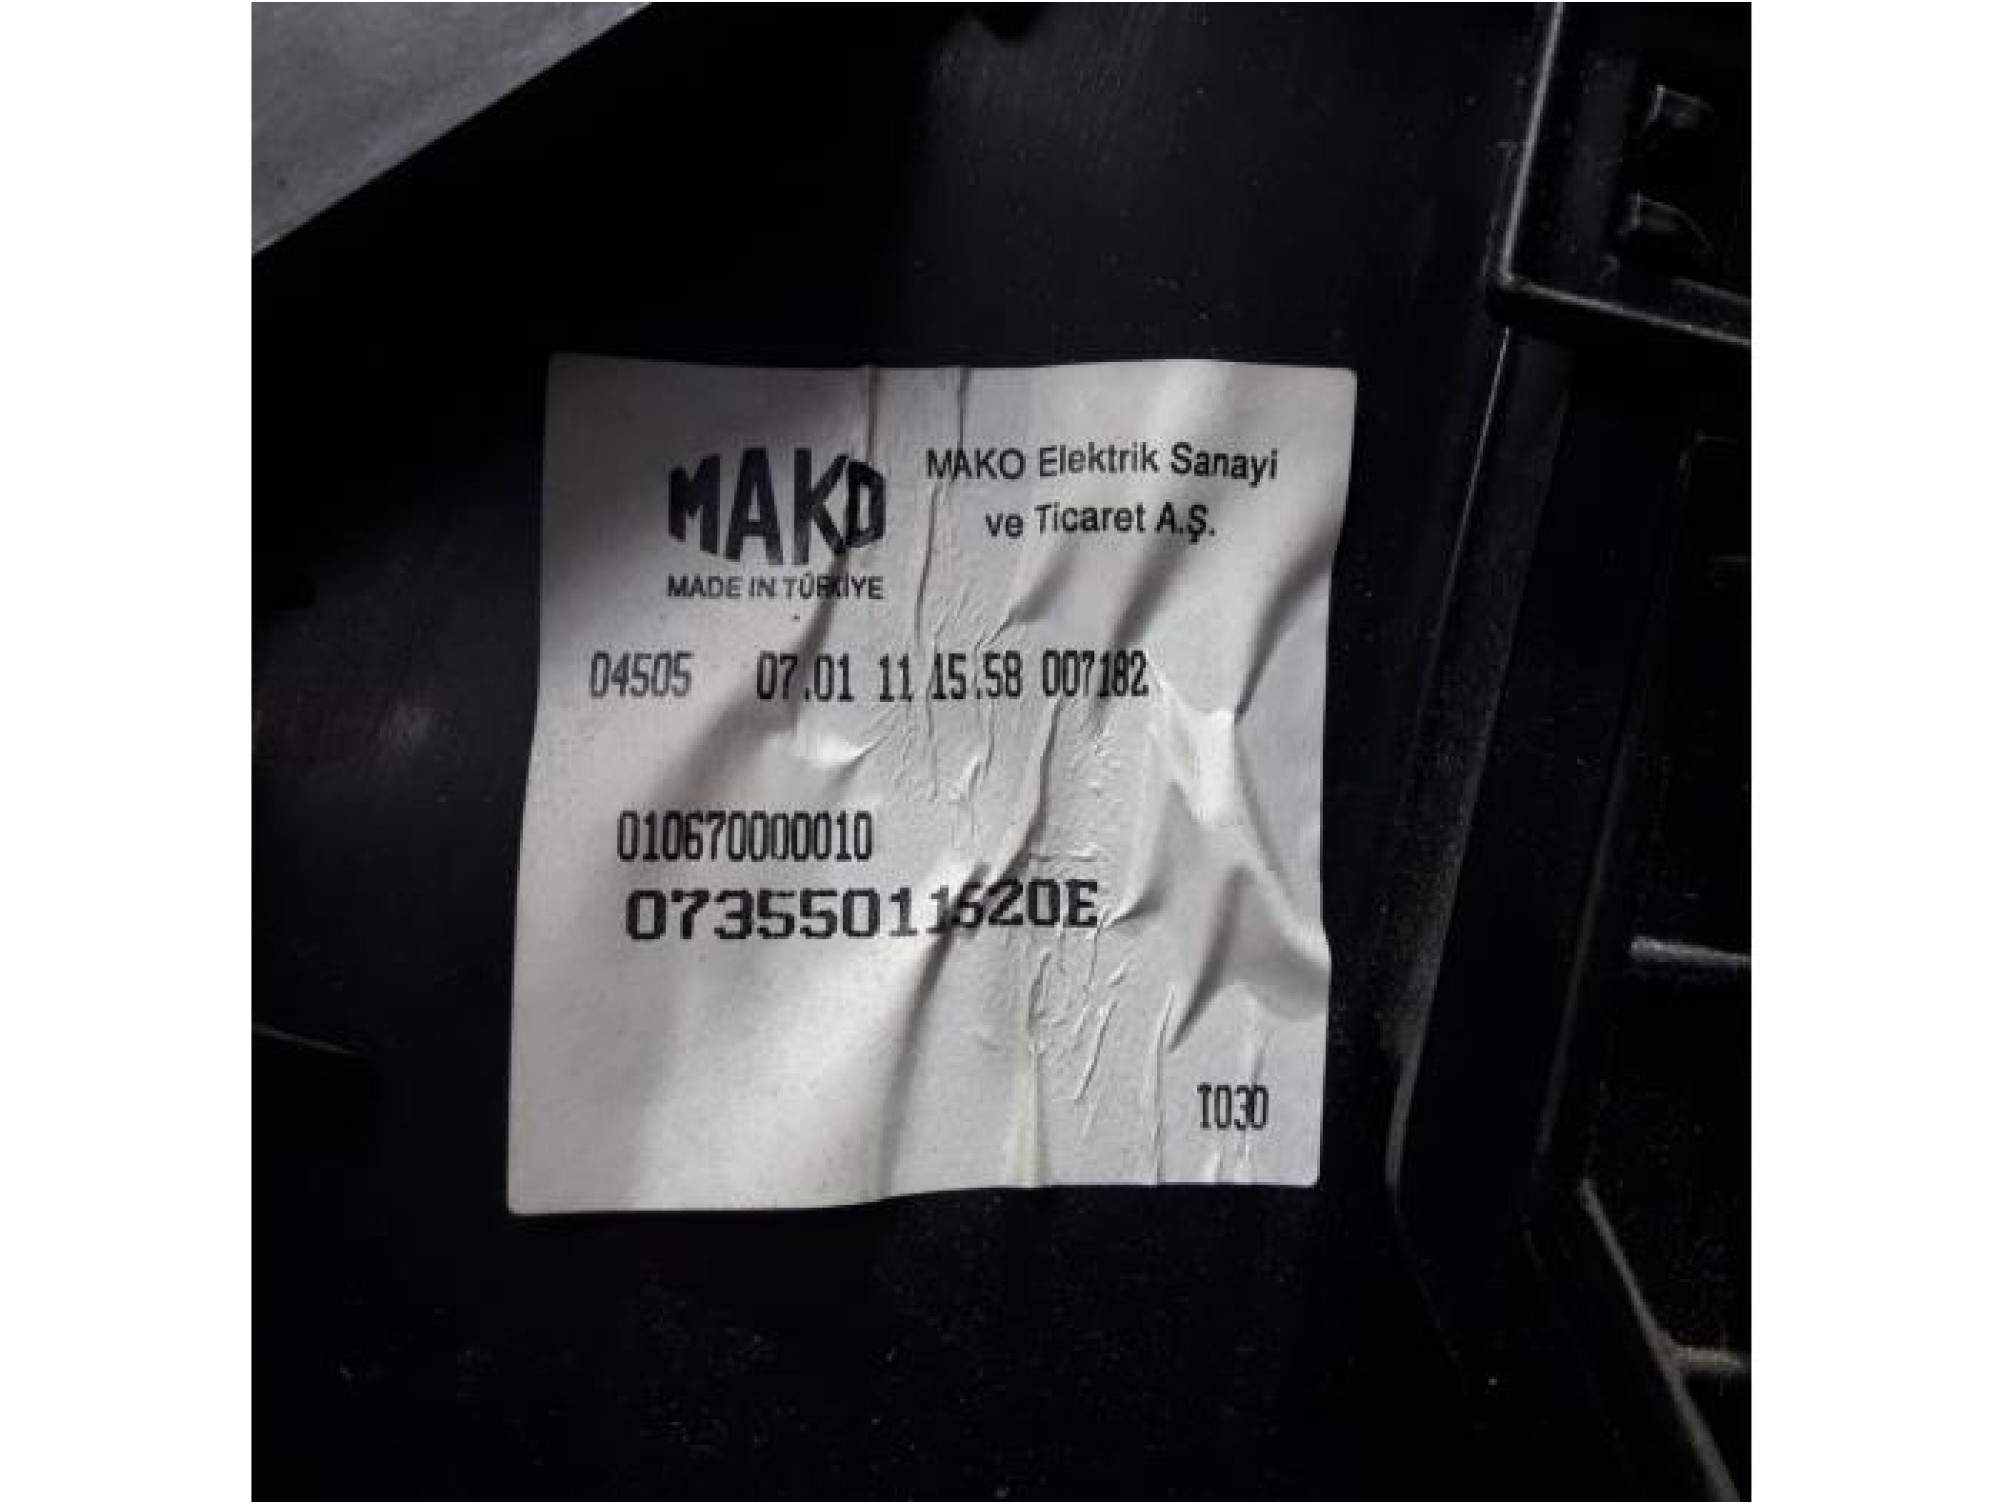 MAKO
MAKO Elektrik Sanayi
ve Ticaret A.Ş.
MADE IN TÜRKİYE
04505 07.01 11 15.58 007182
010670000010
07355011620E
T030